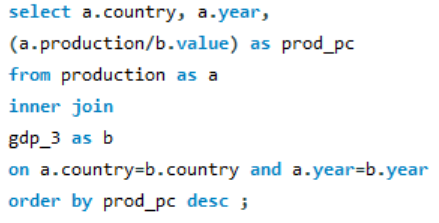 select a.country, a.year,
(a.production/b.value) as prod_pc
from production as a
inner join
gdp_3 as b
on a.country=b.country and a.year=b.year
order by prod_pc desc ;